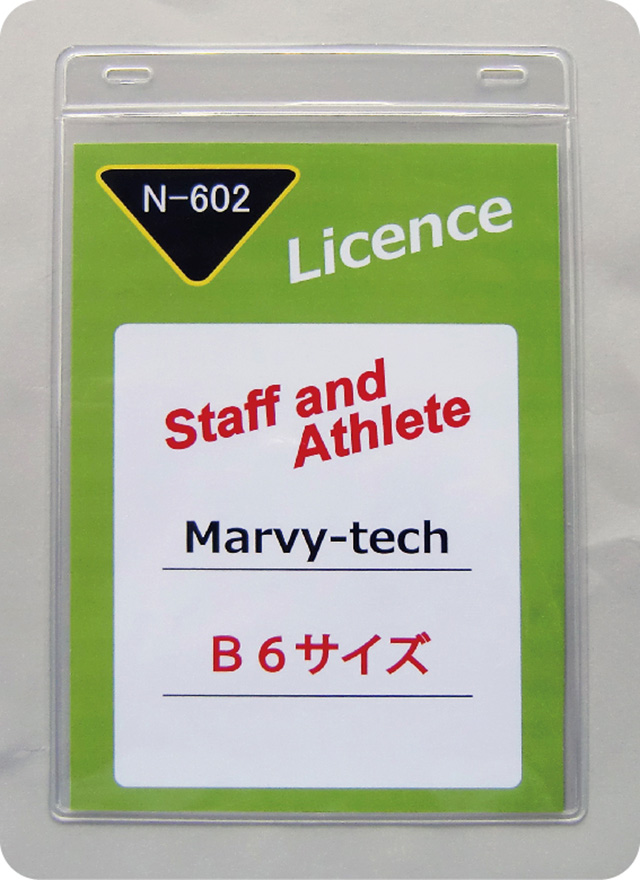 N-602
Licence
Staff and
Athlete
Marvy-tech
Ｂ６サイズ